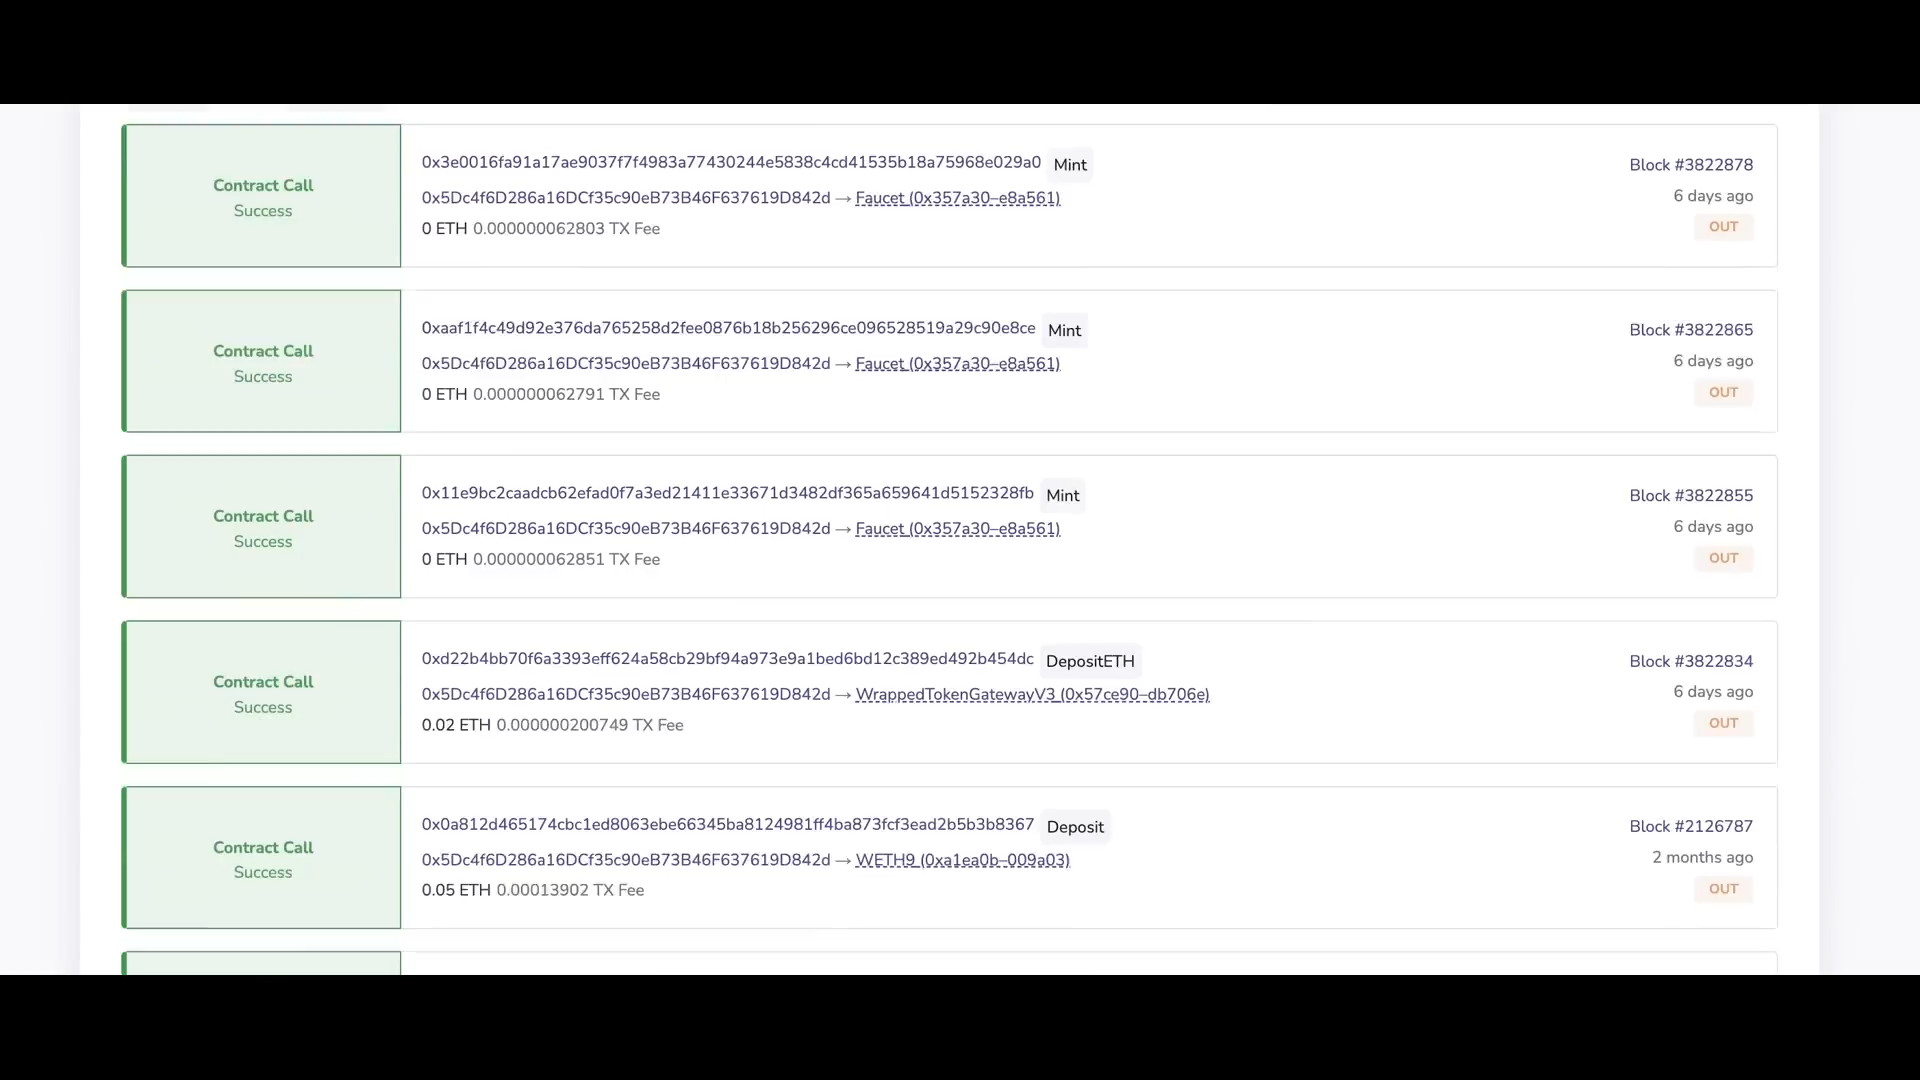 Contract Call
Success
0x3e0016fa91a17ae9037f7f4983a77430244e5838c4cd41535b18a75968e029a0 Mint
0x5Dc4f6D286a16DCf35c90eB73B46F637619D842d → Faucet (0x357a30–e8a561)
0 ETH 0.000000062803 TX Fee
Block #3822878
6 days ago
OUT
Contract Call
Success
0xaaf1f4c49d92e376da765258d2fee0876b18b256296ce096528519a29c90e8ce Mint
0x5Dc4f6D286a16DCf35c90eB73B46F637619D842d → Faucet (0x357a30–e8a561)
0 ETH 0.000000062791 TX Fee
Block #3822865
6 days ago
OUT
Contract Call
Success
0x11e9bc2caadcb62efad0f7a3ed21411e33671d3482df365a659641d5152328fb Mint
0x5Dc4f6D286a16DCf35c90eB73B46F637619D842d → Faucet (0x357a30–e8a561)
0 ETH 0.000000062851 TX Fee
Block #3822855
6 days ago
OUT
Contract Call
Success
0xd22b4bb70f6a3393eff624a58cb29bf94a973e9a1bed6bd12c389ed492b454dc DepositETH
0x5Dc4f6D286a16DCf35c90eB73B46F637619D842d → WrappedTokenGatewayV3 (0x57ce90–db706e)
0.02 ETH 0.000000200749 TX Fee
Block #3822834
6 days ago
OUT
Contract Call
Success
0x0a812d465174cbc1ed8063ebe66345ba8124981ff4ba873fcf3ead2b5b3b8367 Deposit
0x5Dc4f6D286a16DCf35c90eB73B46F637619D842d → WETH9 (0xa1ea0b–009a03)
0.05 ETH 0.00013902 TX Fee
Block #2126787
2 months ago
OUT